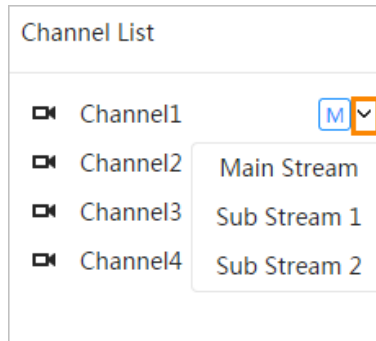 Channel List
Channel1 M
Channel2
Main Stream
Channel3
Sub Stream 1
Channel4
Sub Stream 2